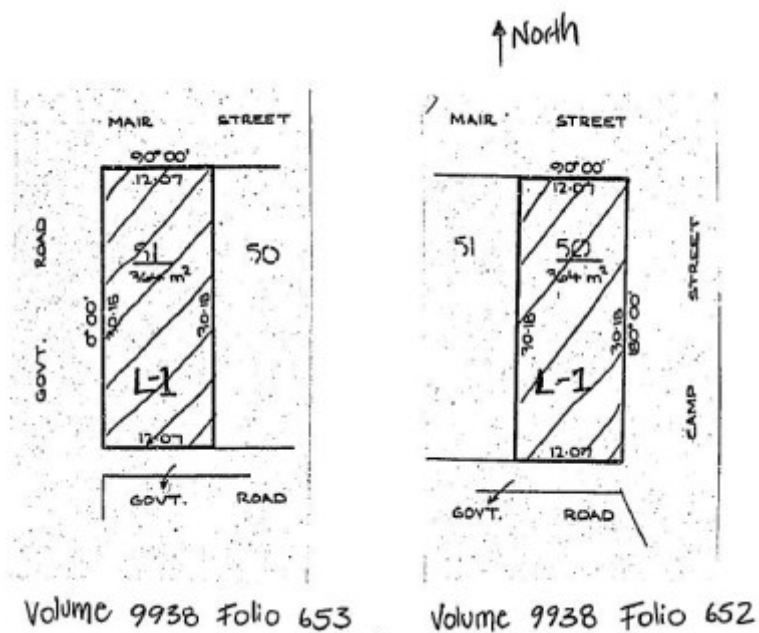 North
MAIR STREET
90°00'
12.07
51
364 m²
50
ROAD
GOVT.
0°00'
30.18
30.18
L-1
12.07
GOVT. ROAD
Volume 9938 Folio 653
MAIR STREET
90°00'
12.07
51
50
364 m²
STREET
CAMP
30.18
30.18
180°00'
L-1
12.07
GOVT. ROAD
Volume 9938 Folio 652